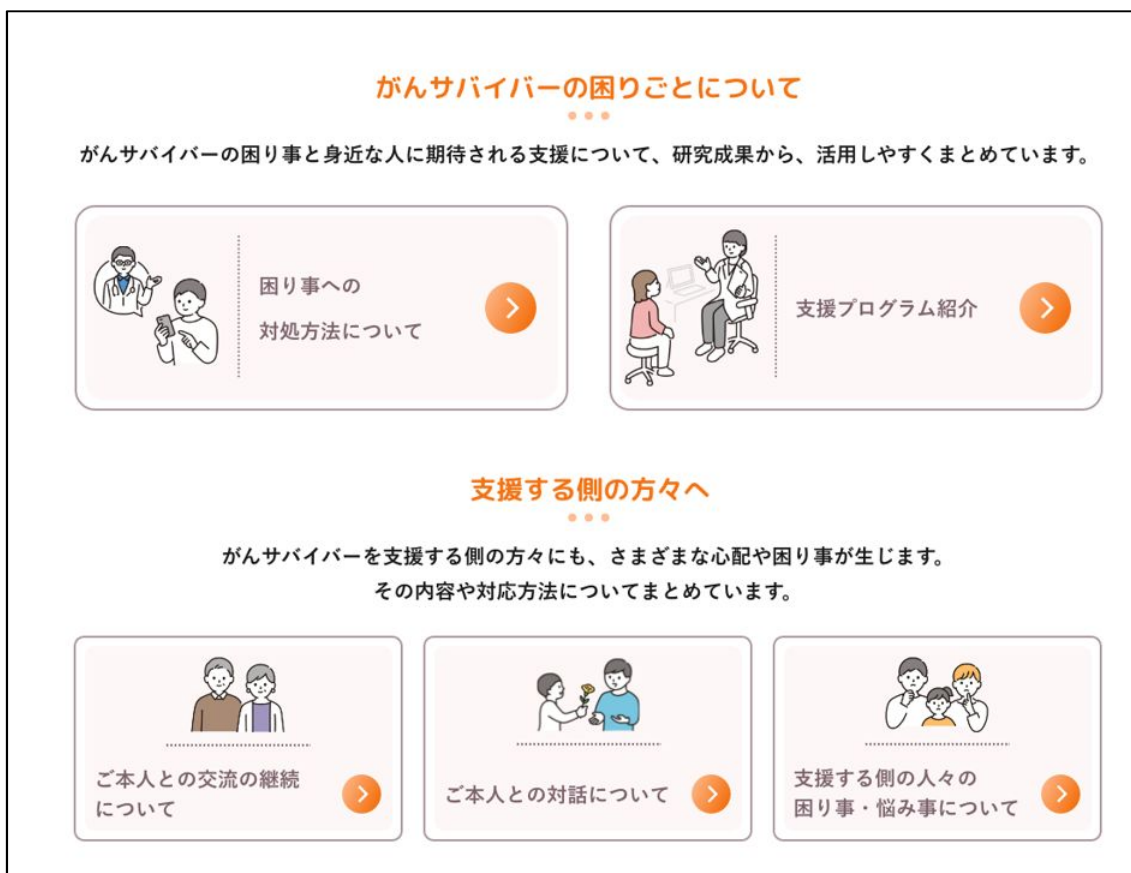 がんサバイバーの困りごとについて
がんサバイバーの困り事と身近な人に期待される支援について、研究成果から、活用しやすくまとめています。
困り事への
対処方法について
支援プログラム紹介
支援する側の方々へ
がんサバイバーを支援する側の方々にも、さまざまな心配や困り事が生じます。
その内容や対応方法についてまとめています。
ご本人との交流の継続
について
ご本人との対話について
支援する側の人々の
困り事・悩み事について